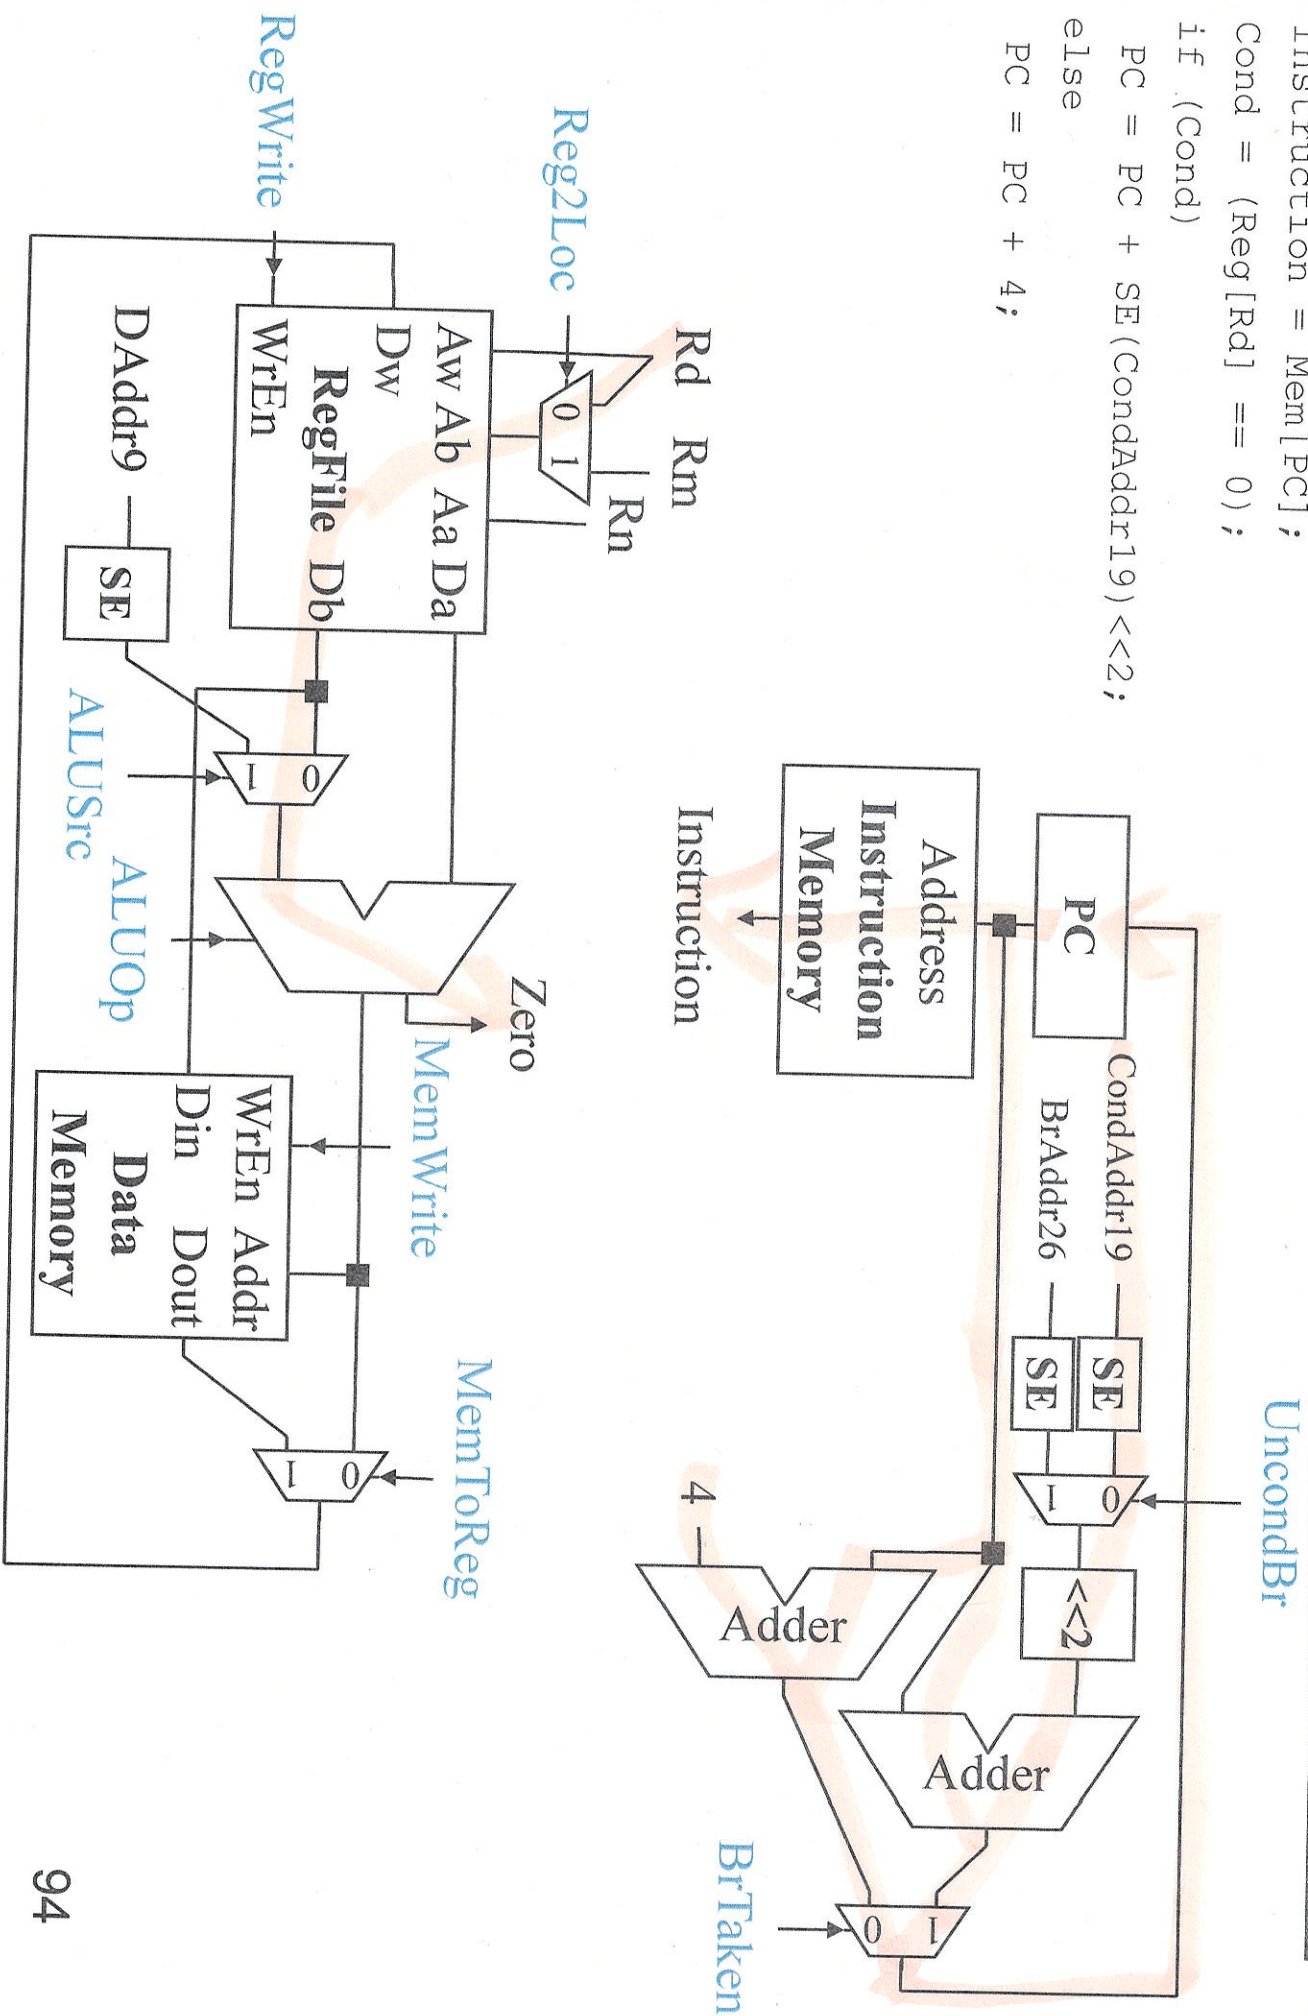 Instruction = Mem[PC];
Cond = (Reg[Rd] == 0);
if (Cond)
PC = PC + SE(CondAddr19)<<2;
else
PC = PC + 4;
UncondBr
CondAddr19
SE
0
<<2
BrAddr26
SE
1
PC
Adder
1
0
BrTaken
Address
Instruction
Memory
Adder
4
Instruction
Rd
Rm
Rn
Reg2Loc
0
1
Zero
MemWrite
MemToReg
RegWrite
Aw Ab Aa Da
Dw
RegFile Db
WrEn
0
1
ALUSrc
ALUOp
DAddr9
SE
WrEn Addr
Din Dout
Data
Memory
0
1
94